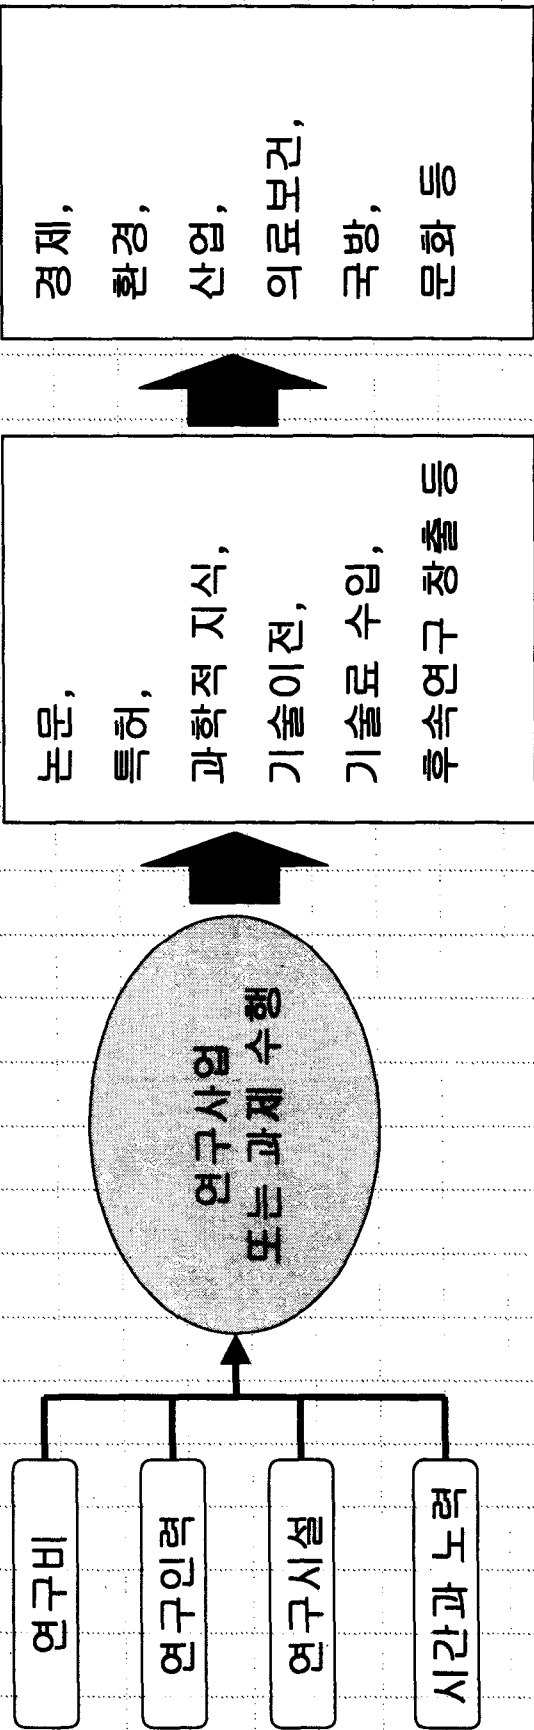 연구비
연구인력
연구시설
시간과 노력
연구사업
또는 과제 수행
논문,
특허,
과학적 지식,
기술이전,
기술료 수입,
후속연구 창출 등
경제,
환경,
산업,
의료보건,
국방,
문화 등